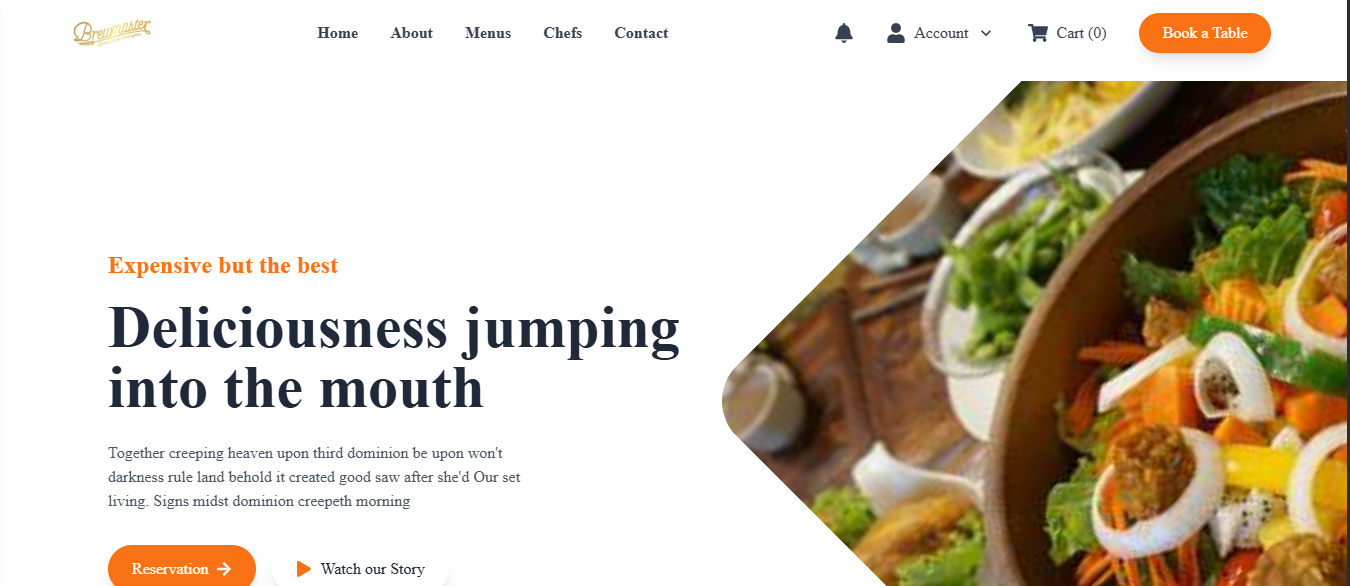 Brewmaster
Home About Menus Chefs Contact Account Cart (0) Book a Table
Expensive but the best
Deliciousness jumping
into the mouth
Together creeping heaven upon third dominion be upon won't
darkness rule land behold it created good saw after she'd Our set
living. Signs midst dominion creepeth morning
Reservation Watch our Story